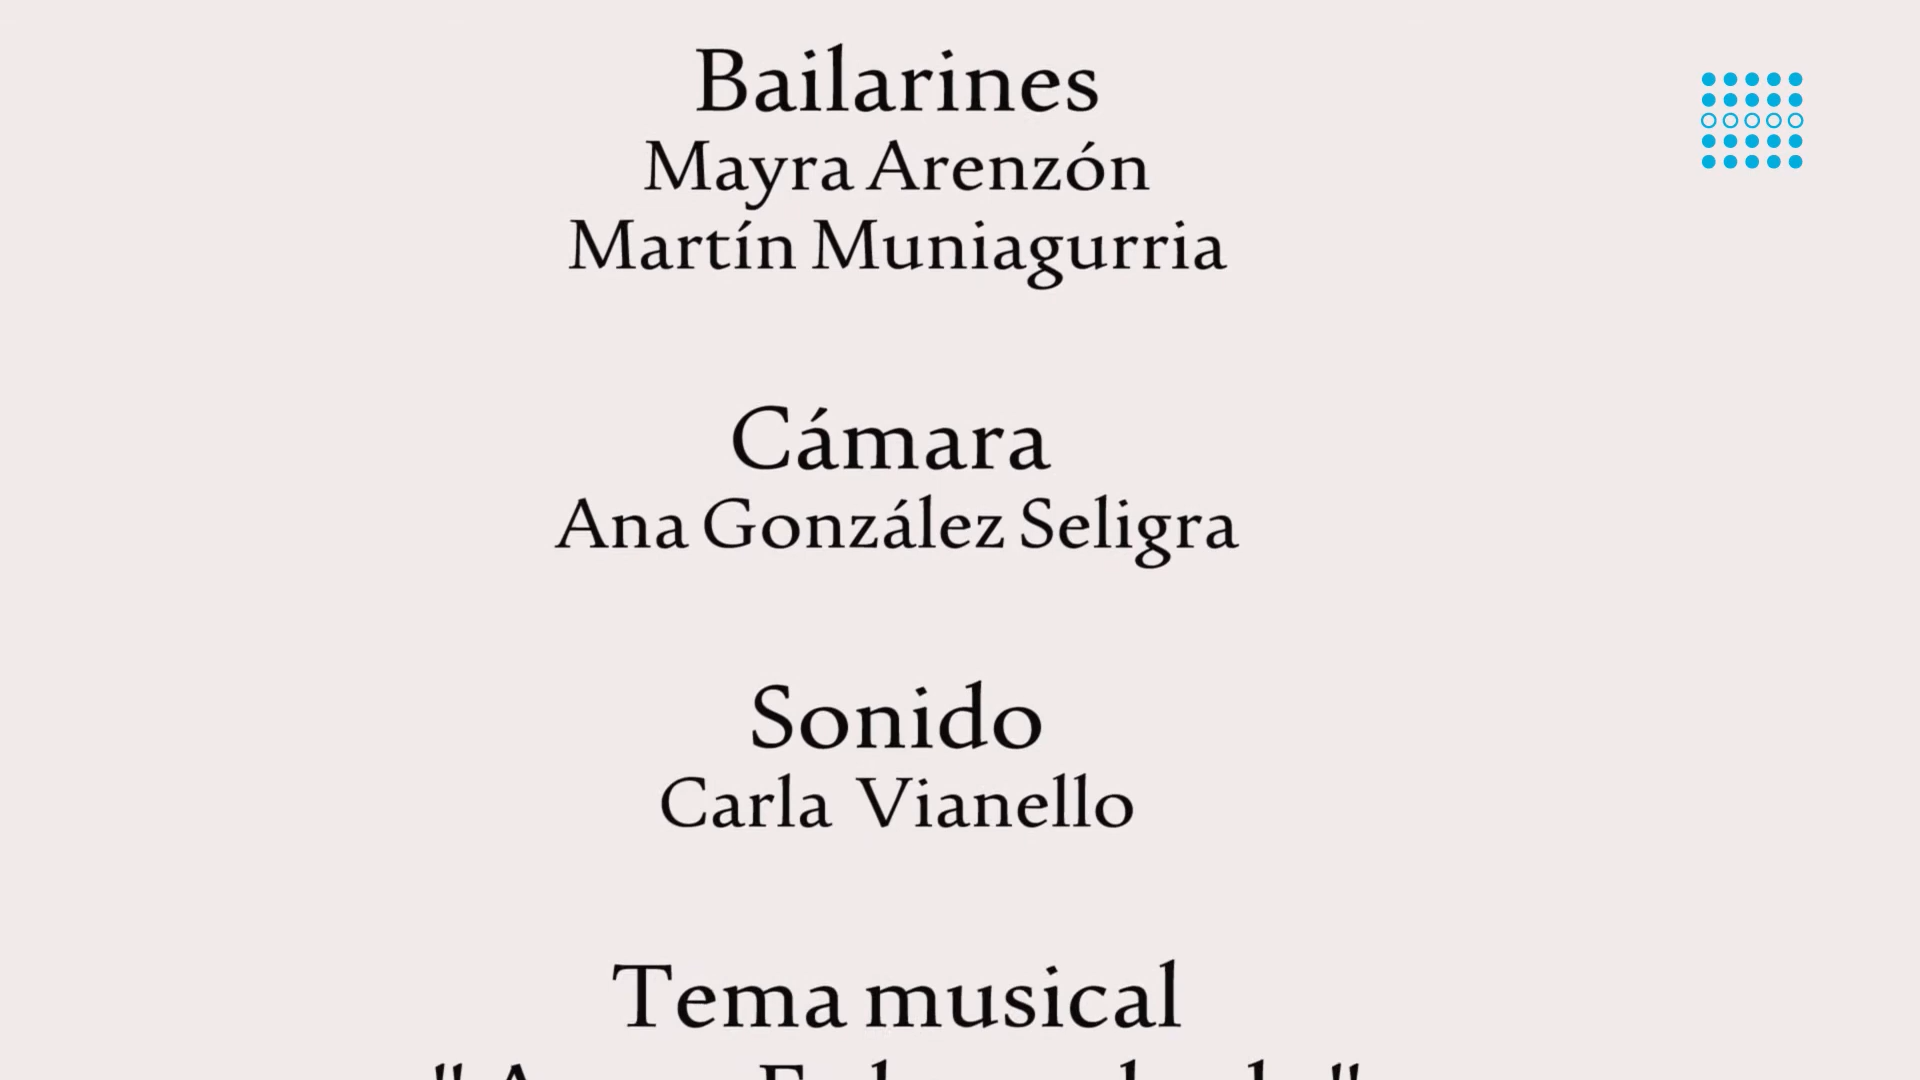 Bailarines
Mayra Arenzón
Martín Muniagurria
Cámara
Ana González Seligra
Sonido
Carla Vianello
Tema musical